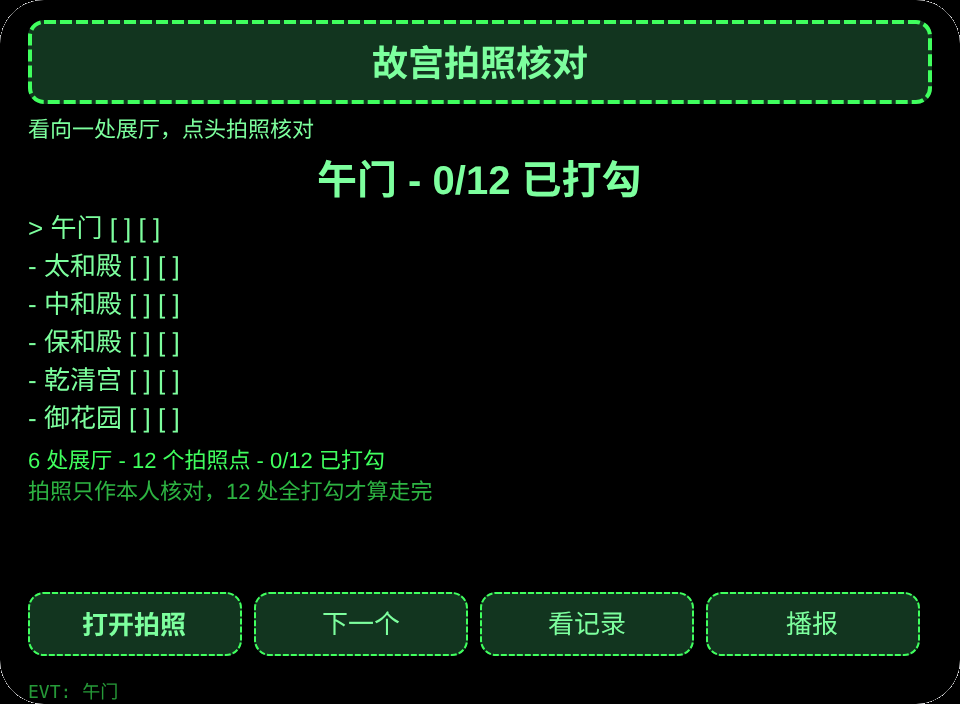 故宫拍照核对
看向一处展厅，点头拍照核对
午门 - 0/12 已打勾
> 午门 [ ] [ ]
- 太和殿 [ ] [ ]
- 中和殿 [ ] [ ]
- 保和殿 [ ] [ ]
- 乾清宫 [ ] [ ]
- 御花园 [ ] [ ]
6 处展厅 - 12 个拍照点 - 0/12 已打勾
拍照只作本人核对，12 处全打勾才算走完
打开拍照
下一个
看记录
播报
EVT: 午门